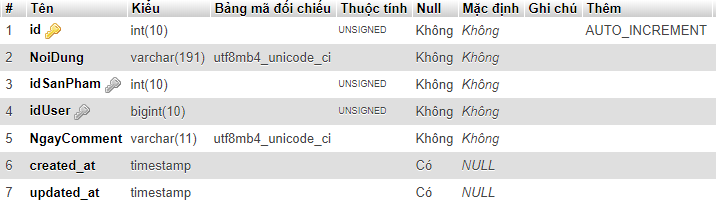 # Tên Kiểu Bảng mã đối chiếu Thuộc tính Null Mặc định Ghi chú Thêm
1 id int(10) UNSIGNED Không Không AUTO_INCREMENT
2 NoiDung varchar(191) utf8mb4_unicode_ci Không Không
3 idSanPham int(10) UNSIGNED Không Không
4 idUser bigint(10) UNSIGNED Không Không
5 NgayComment varchar(11) utf8mb4_unicode_ci Không Không
6 created_at timestamp Có NULL
7 updated_at timestamp Có NULL